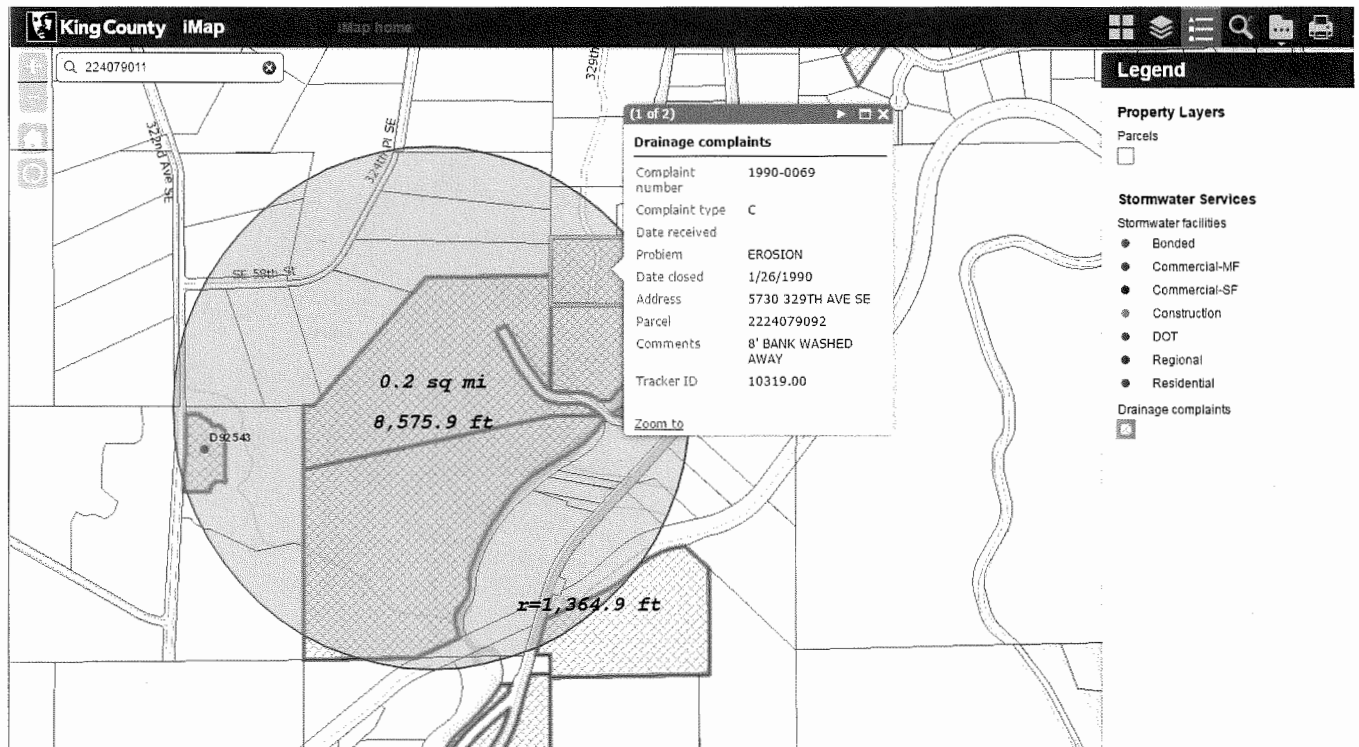 King County iMap
iMap home
224079011
329th
322nd Ave SE
324th Pl SE
SE 59th St
0.2 sq mi
8,575.9 ft
D92543
r=1,364.9 ft
(1 of 2)
Drainage complaints
Complaint number 1990-0069
Complaint type C
Date received
Problem EROSION
Date closed 1/26/1990
Address 5730 329TH AVE SE
Parcel 2224079092
Comments 8' BANK WASHED
AWAY
Tracker ID 10319.00
Zoom to
Legend
Property Layers
Parcels
Stormwater Services
Stormwater facilities
Bonded
Commercial-MF
Commercial-SF
Construction
DOT
Regional
Residential
Drainage complaints